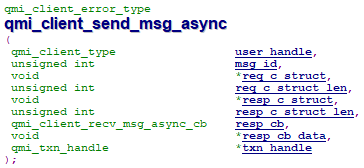 qmi_client_error_type
qmi_client_send_msg_async
(
qmi_client_type user_handle,
unsigned int msg_id,
void *req_c_struct,
unsigned int req_c_struct_len,
void *resp_c_struct,
unsigned int resp_c_struct_len,
qmi_client_recv_msg_async_cb resp_cb,
void *resp_cb_data,
qmi_txn_handle *txn_handle
);